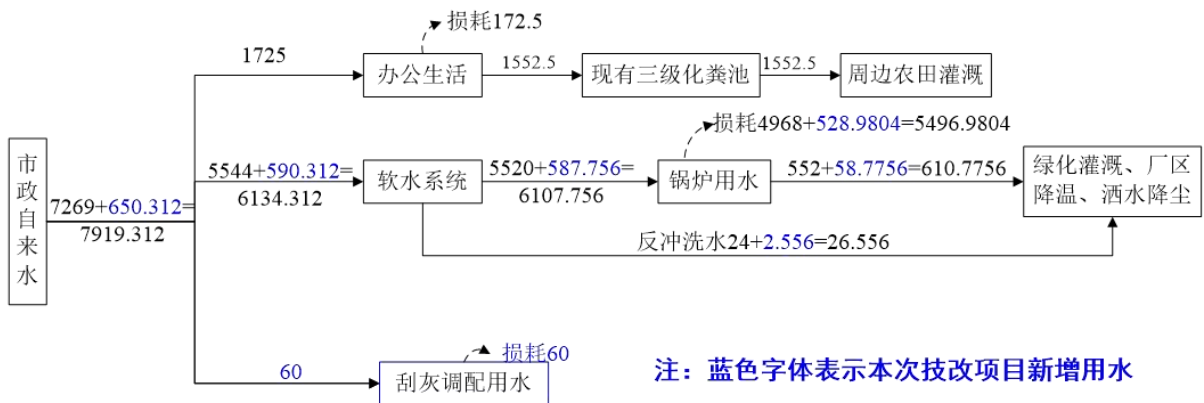 损耗172.5
1725
办公生活
1552.5
现有三级化粪池
1552.5
周边农田灌溉
损耗4968+528.9804=5496.9804
市政自来水
7269+650.312=
7919.312
5544+590.312=
6134.312
软水系统
5520+587.756=
6107.756
锅炉用水
552+58.7756=610.7756
绿化灌溉、厂区
降温、洒水降尘
反冲洗水24+2.556=26.556
60
损耗60
刮灰调配用水
注：蓝色字体表示本次技改项目新增用水